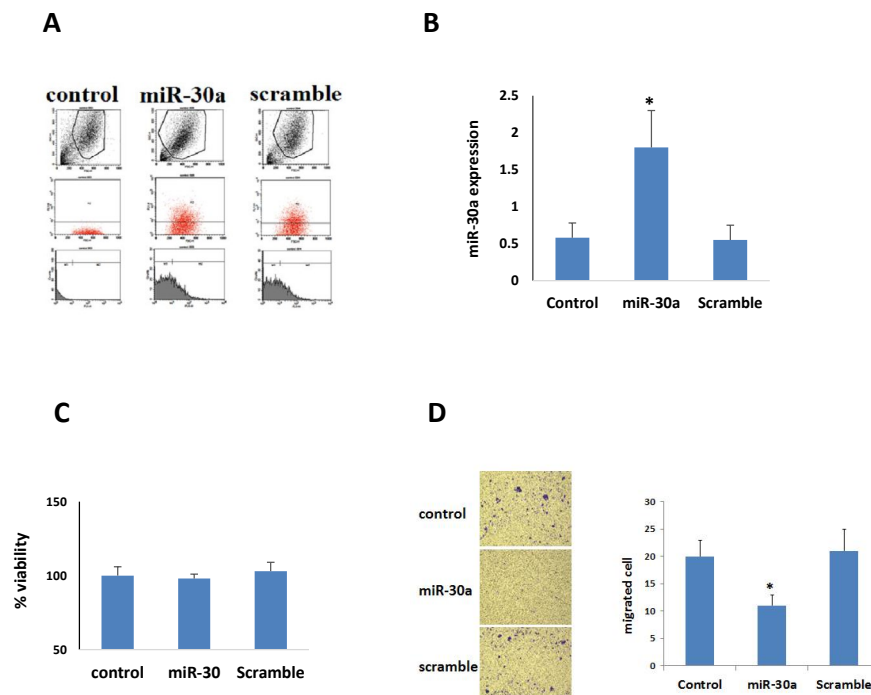 A
control miR-30a scramble
B
2.5
2
1.5
1
0.5
0
miR-30a expression
*
Control miR-30a Scramble
C
150
100
50
% viability
control miR-30 Scramble
D
control
miR-30a
scramble
30
25
20
15
10
5
0
migrated cell
*
Control miR-30a Scramble